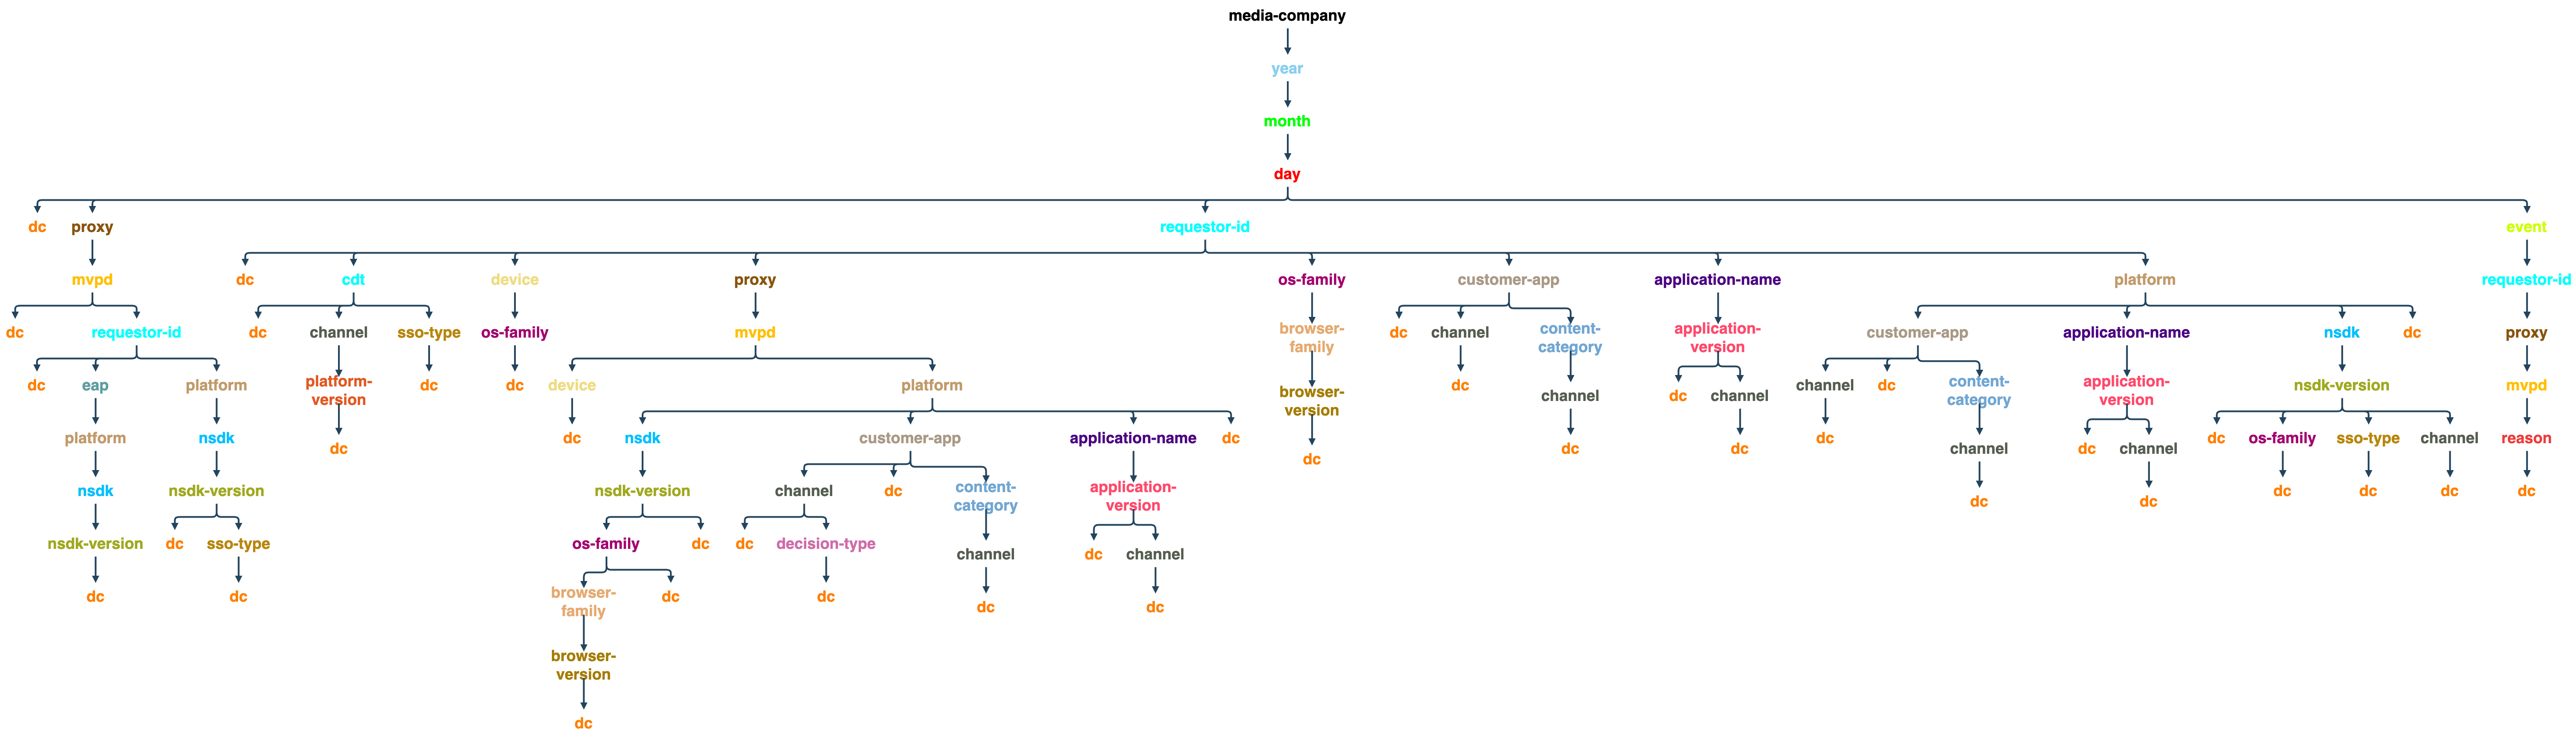 media-company
year
month
day
dc
proxy
requestor-id
event
mvpd
dc
cdt
device
proxy
os-family
customer-app
application-name
platform
requestor-id
dc
requestor-id
dc
channel
sso-type
os-family
mvpd
browser-
family
dc
channel
content-
category
application-
version
customer-app
application-name
nsdk
dc
proxy
dc
eap
platform
platform-
version
dc
dc
device
platform
browser-
version
dc
channel
dc
channel
channel
dc
content-
category
application-
version
nsdk-version
mvpd
platform
nsdk
dc
dc
nsdk
customer-app
application-name
dc
dc
dc
dc
dc
channel
dc
channel
dc
os-family
sso-type
channel
reason
nsdk
nsdk-version
nsdk-version
channel
dc
content-
category
application-
version
dc
dc
dc
dc
dc
dc
nsdk-version
dc
sso-type
os-family
dc
dc
decision-type
channel
dc
channel
dc
dc
browser-
family
dc
dc
dc
dc
browser-
version
dc